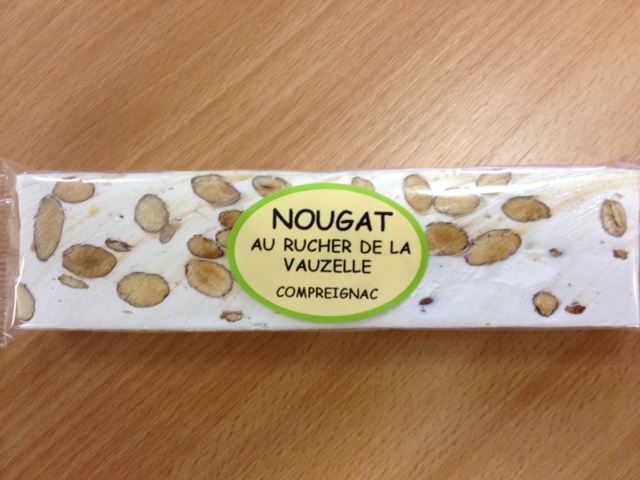 NOUGAT
AU RUCHER DE LA
VAUZELLE
COMPREIGNAC